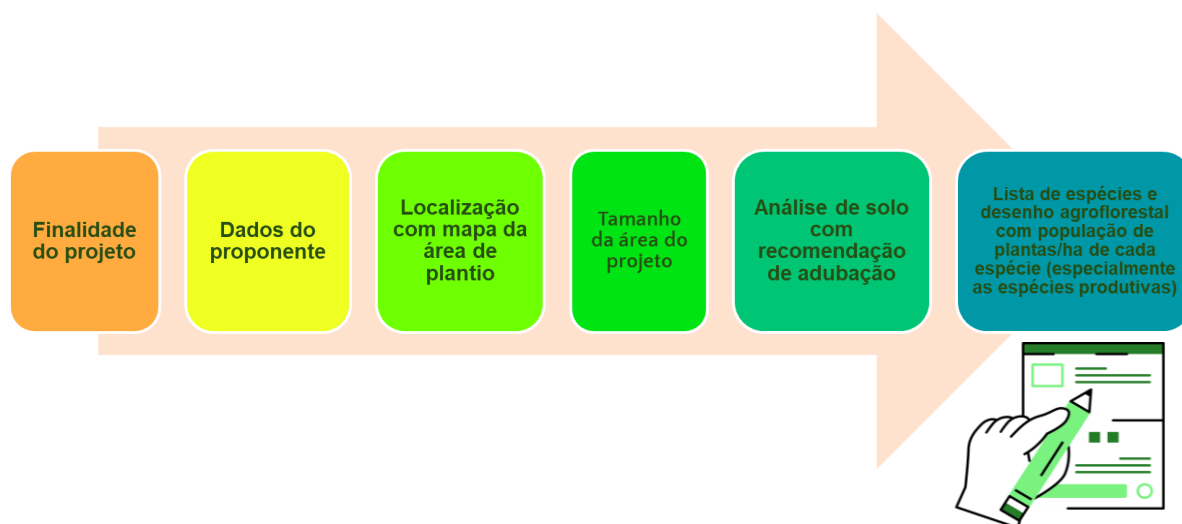 Finalidade
do projeto
Dados do
proponente
Localização
com mapa da
área de
plantio
Tamanho
da área do
projeto
Análise de solo
com
recomendação
de adubação
Lista de espécies e
desenho agroflorestal
com população de
plantas/ha de cada
espécie (especialmente
as espécies produtivas)